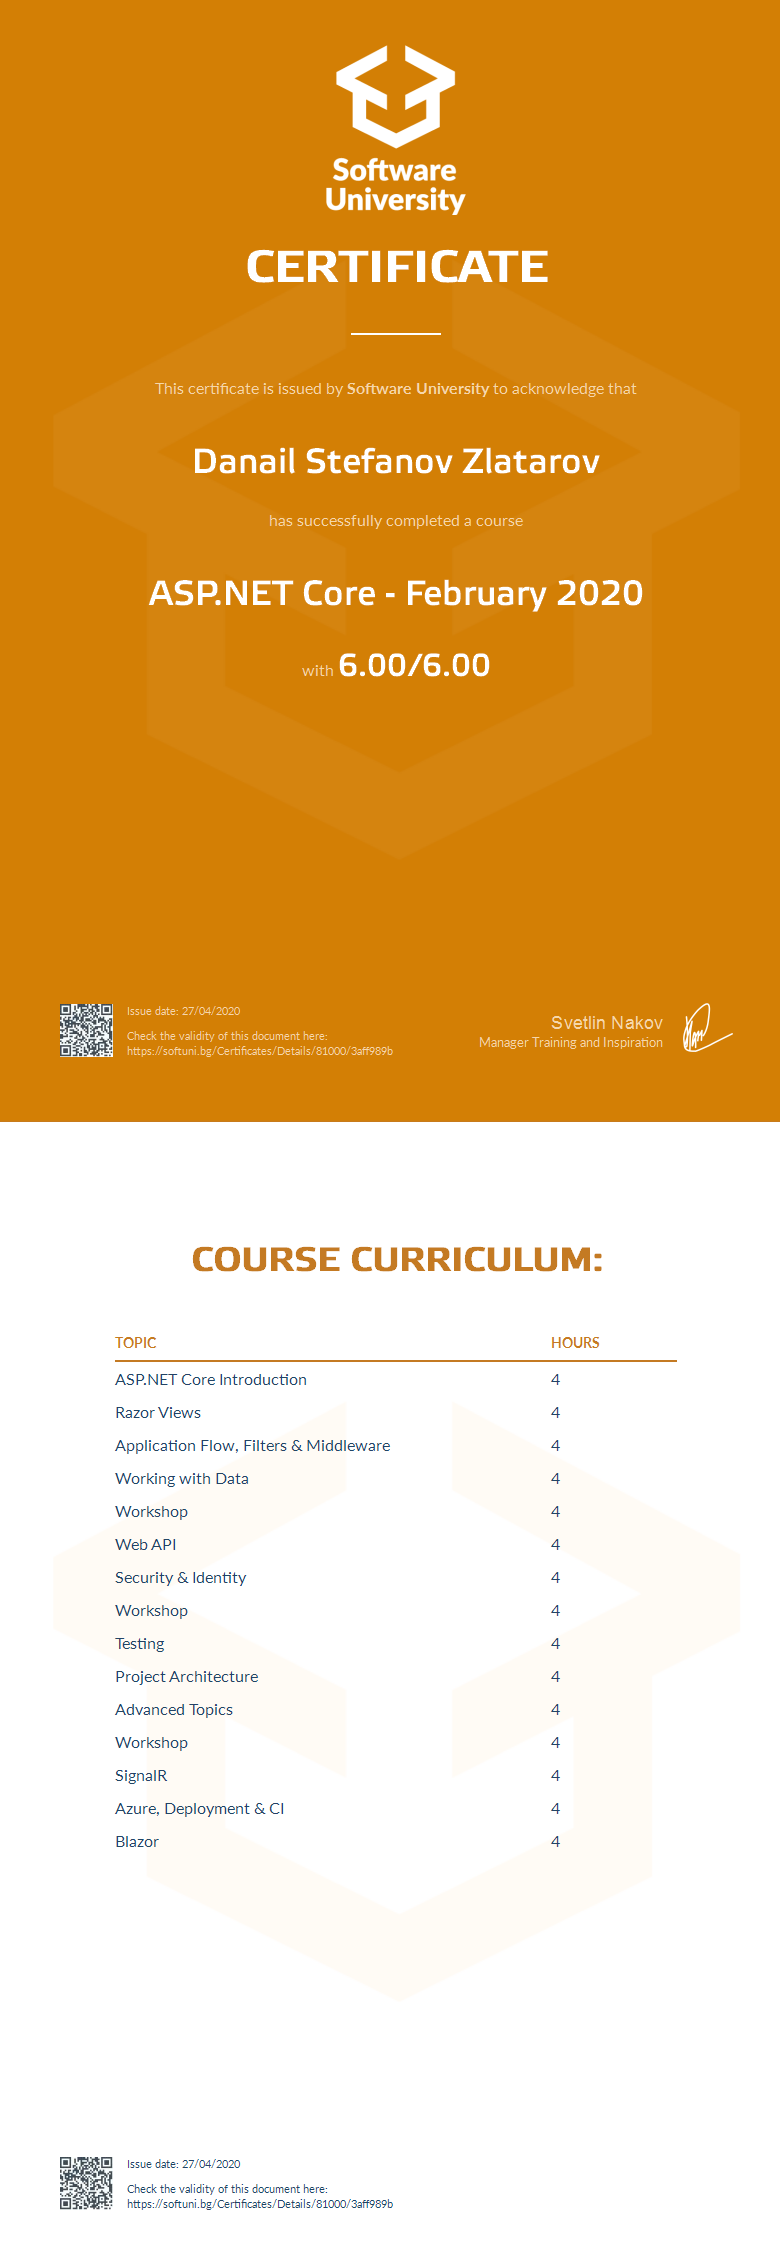 Software
University
CERTIFICATE
This certificate is issued by Software University to acknowledge that
Danail Stefanov Zlatarov
has successfully completed a course
ASP.NET Core - February 2020
with 6.00/6.00
Issue date: 27/04/2020
Check the validity of this document here:
https://softuni.bg/Certificates/Details/81000/3aff989b
Svetlin Nakov
Manager Training and Inspiration
COURSE CURRICULUM:
TOPIC HOURS
ASP.NET Core Introduction 4
Razor Views 4
Application Flow, Filters & Middleware 4
Working with Data 4
Workshop 4
Web API 4
Security & Identity 4
Workshop 4
Testing 4
Project Architecture 4
Advanced Topics 4
Workshop 4
SignalR 4
Azure, Deployment & CI 4
Blazor 4
Issue date: 27/04/2020
Check the validity of this document here:
https://softuni.bg/Certificates/Details/81000/3aff989b